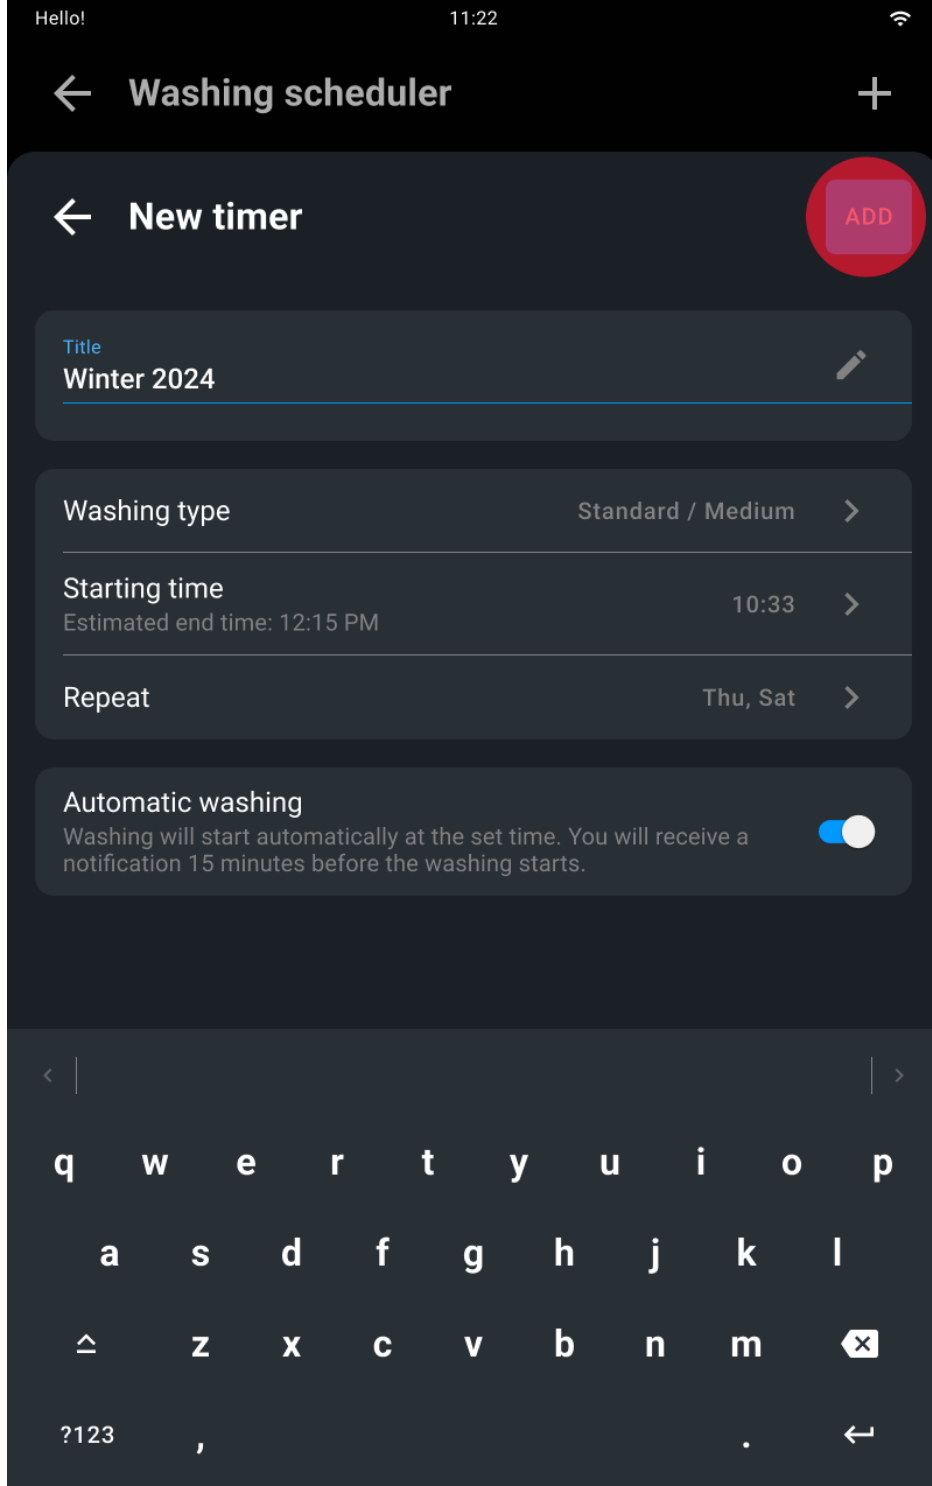 Hello!
11:22
Washing scheduler
New timer
ADD
Title
Winter 2024
Washing type
Standard / Medium
Starting time
Estimated end time: 12:15 PM
10:33
Repeat
Thu, Sat
Automatic washing
Washing will start automatically at the set time. You will receive a
notification 15 minutes before the washing starts.
q w e r t y u i o p
a s d f g h j k l
z x c v b n m
?123 , .